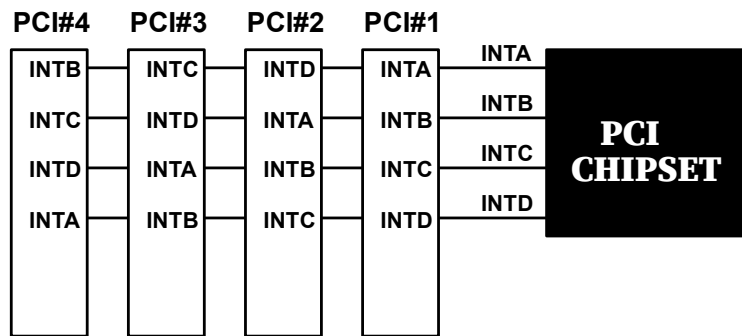 PCI#4 PCI#3 PCI#2 PCI#1
INTA
INTB INTC INTD INTA
INTB
INTC INTD INTA INTB
PCI
INTC
CHIPSET
INTD INTA INTB INTC
INTD
INTA INTB INTC INTD